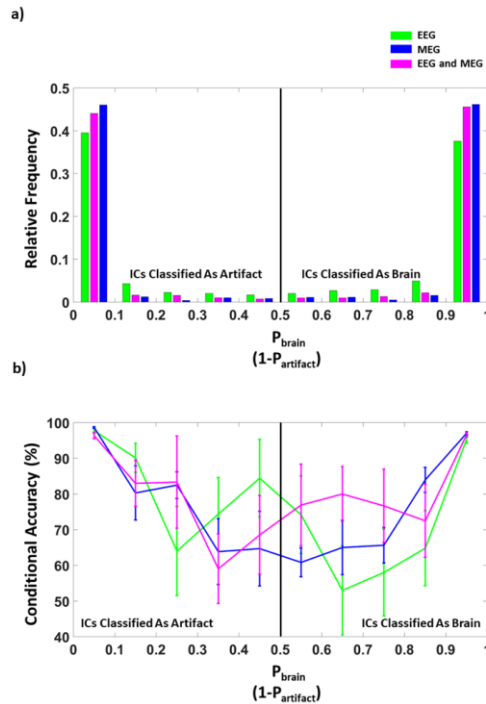 a)
EEG
MEG
EEG and MEG
0.5
0.4
0.3
0.2
0.1
0
Relative Frequency
ICs Classified As Artifact
ICs Classified As Brain
0 0.1 0.2 0.3 0.4 0.5 0.6 0.7 0.8 0.9 1
Pbrain
(1-Partifact)
b)
100
90
80
70
60
50
40
Conditional Accuracy (%)
ICs Classified As Artifact
ICs Classified As Brain
0 0.1 0.2 0.3 0.4 0.5 0.6 0.7 0.8 0.9 1
Pbrain
(1-Partifact)